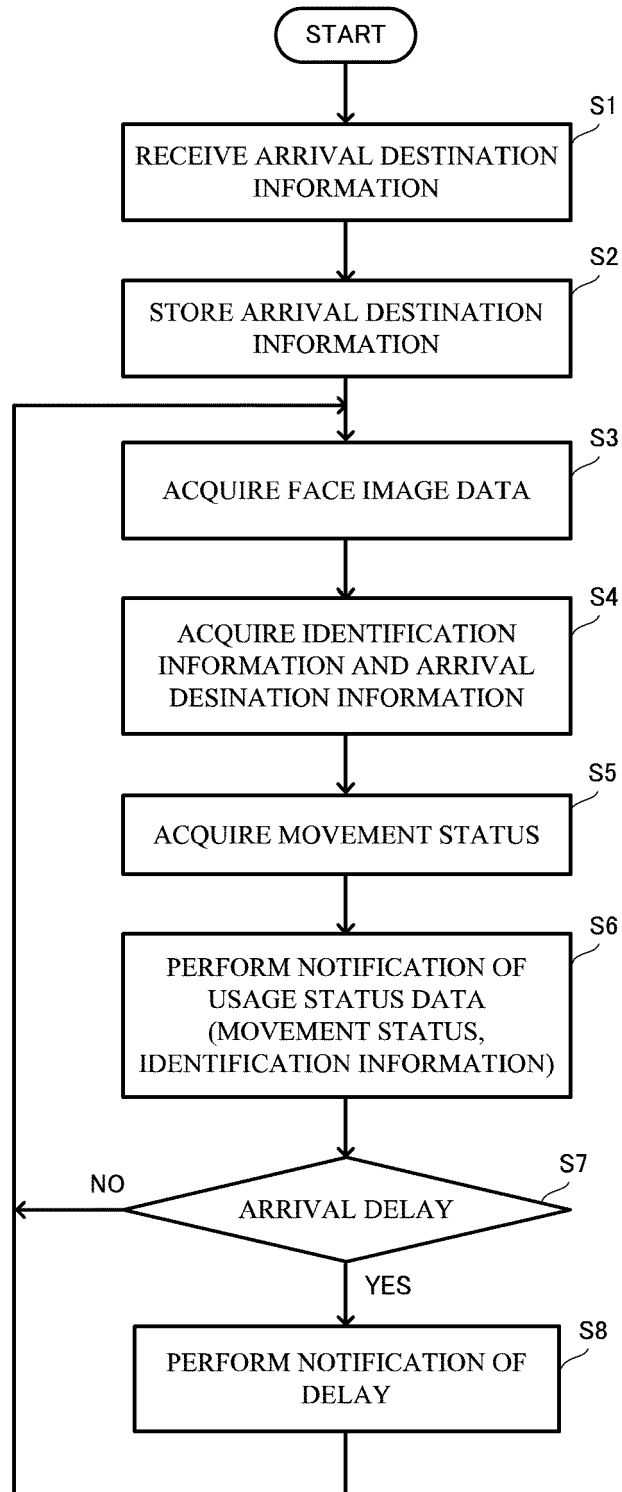 START
S1
RECEIVE ARRIVAL DESTINATION
INFORMATION
S2
STORE ARRIVAL DESTINATION
INFORMATION
S3
ACQUIRE FACE IMAGE DATA
S4
ACQUIRE IDENTIFICATION
INFORMATION AND ARRIVAL
DESINATION INFORMATION
S5
ACQUIRE MOVEMENT STATUS
S6
PERFORM NOTIFICATION OF
USAGE STATUS DATA
(MOVEMENT STATUS,
IDENTIFICATION INFORMATION)
S7
NO
ARRIVAL DELAY
YES
S8
PERFORM NOTIFICATION OF
DELAY